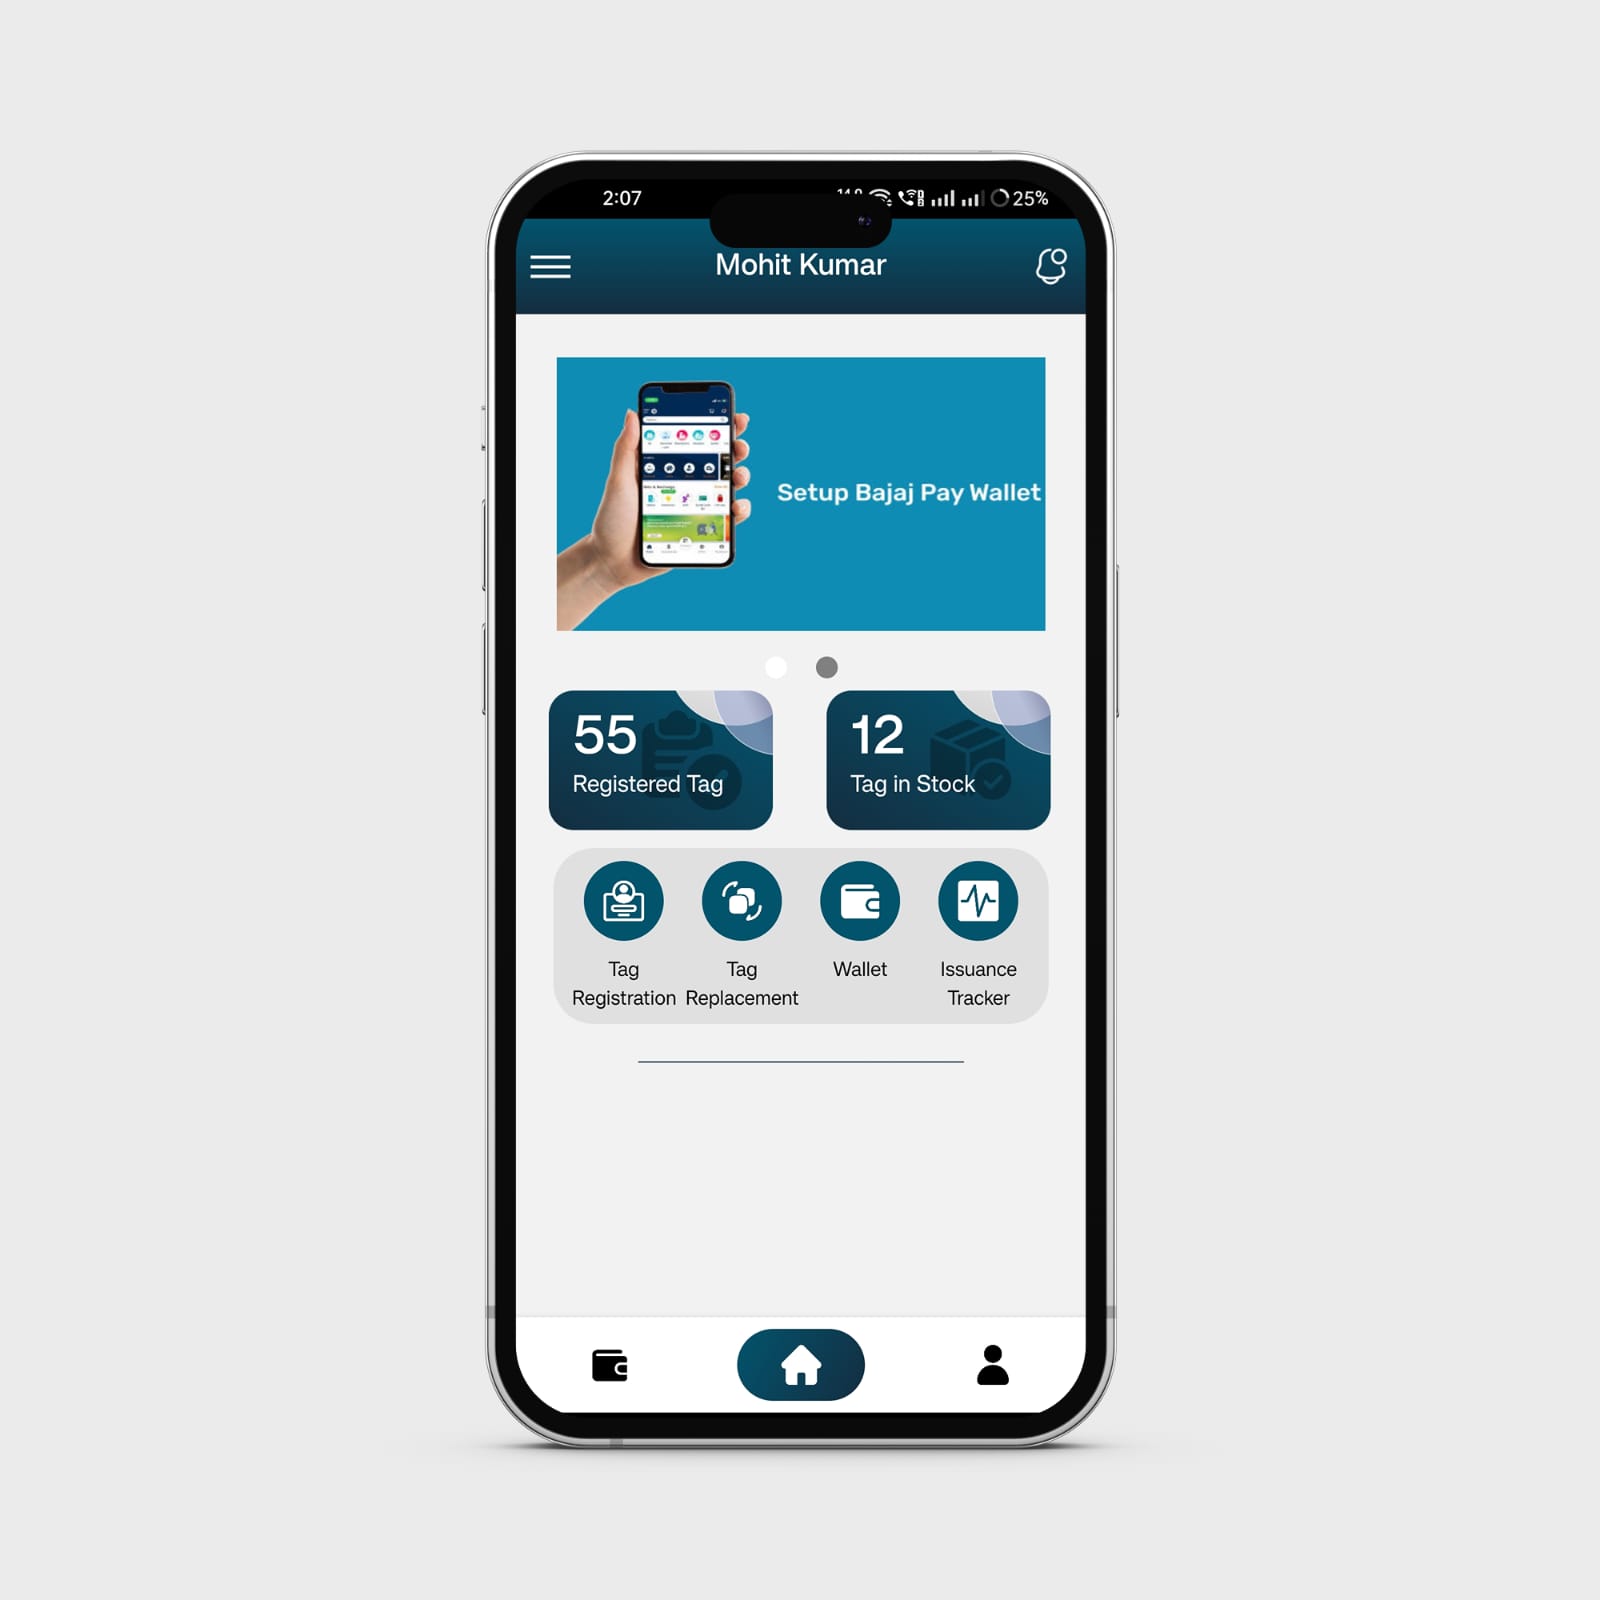 2:07
25%
Mohit Kumar
Setup Bajaj Pay Wallet
55
Registered Tag
12
Tag in Stock
Tag
Registration
Tag
Replacement
Wallet
Issuance
Tracker